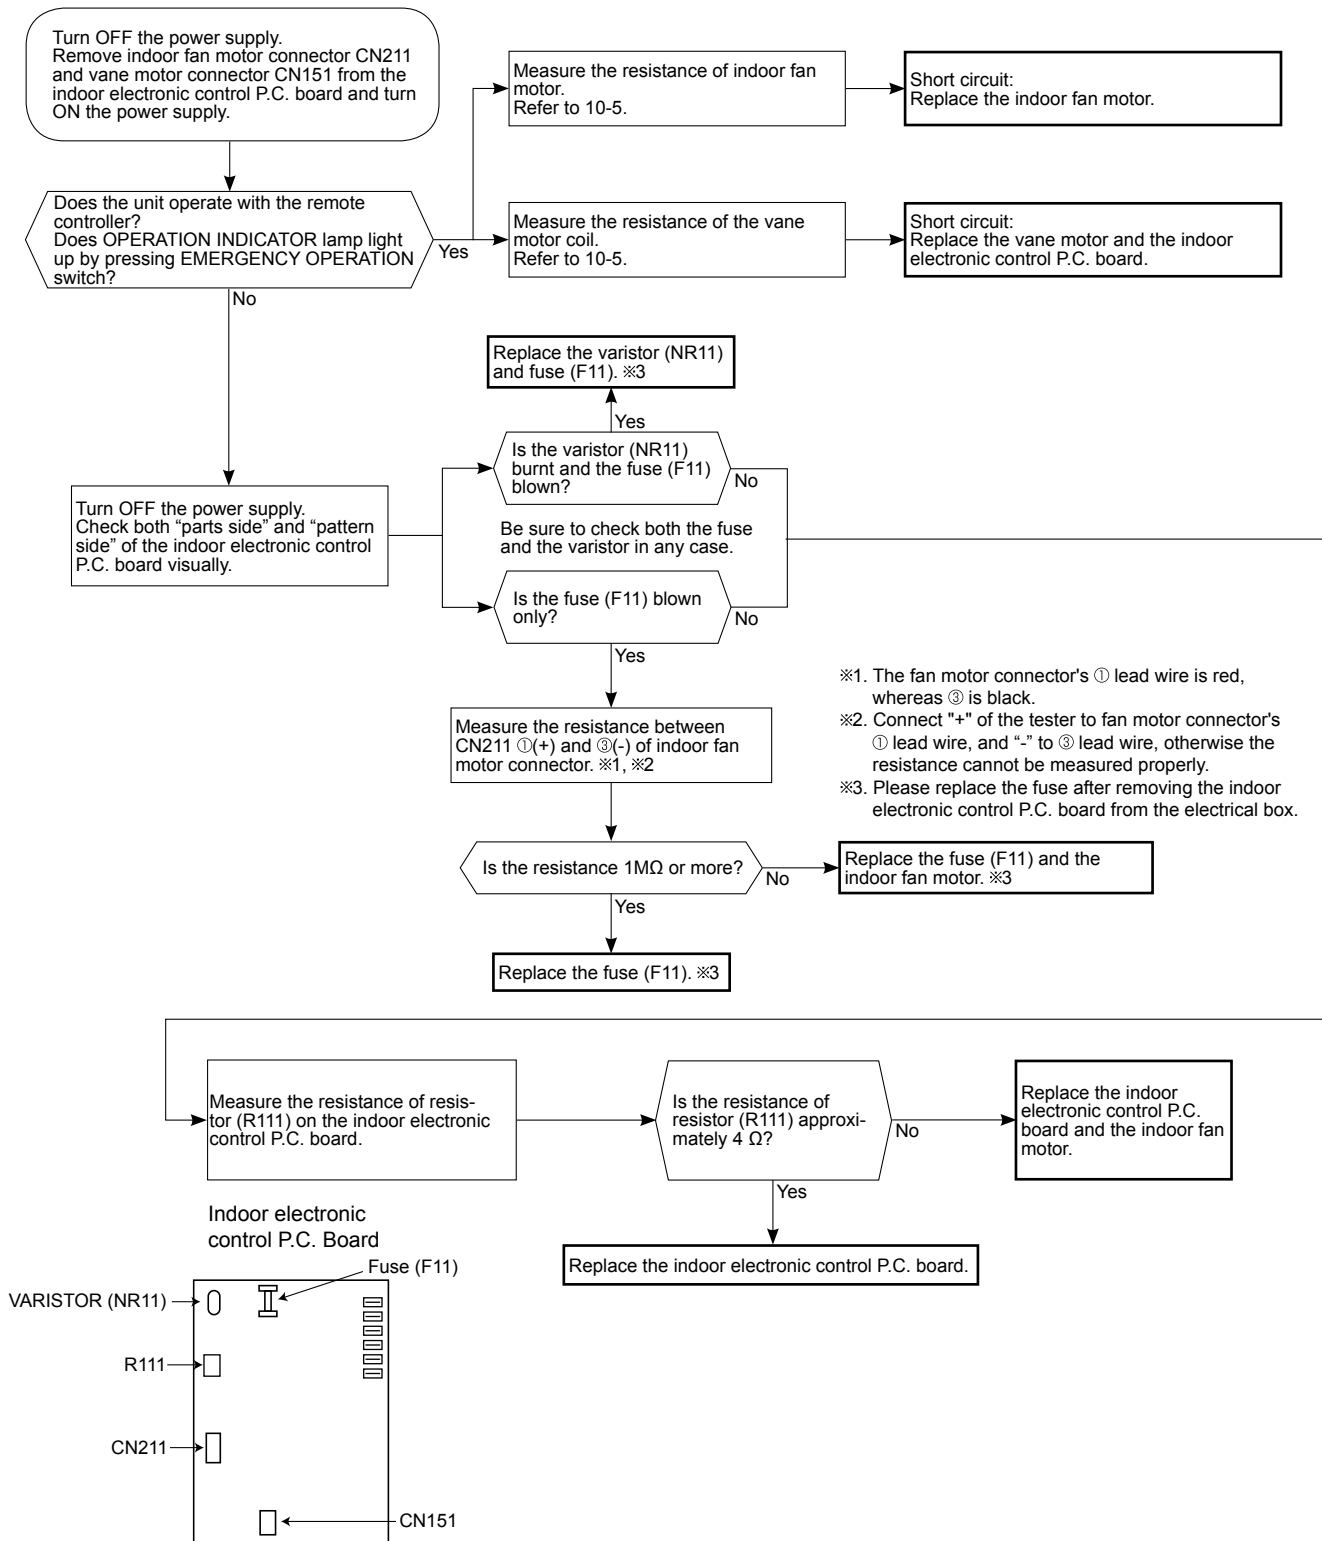 Turn OFF the power supply.
Remove indoor fan motor connector CN211
and vane motor connector CN151 from the
indoor electronic control P.C. board and turn
ON the power supply.
Measure the resistance of indoor fan
motor.
Refer to 10-5.
Short circuit:
Replace the indoor fan motor.
Does the unit operate with the remote
controller?
Does OPERATION INDICATOR lamp light
up by pressing EMERGENCY OPERATION
switch?
Yes
Measure the resistance of the vane
motor coil.
Refer to 10-5.
Short circuit:
Replace the vane motor and the indoor
electronic control P.C. board.
No
Replace the varistor (NR11)
and fuse (F11). ※3
Yes
Is the varistor (NR11)
burnt and the fuse (F11)
blown?
No
Turn OFF the power supply.
Check both “parts side” and “pattern
side” of the indoor electronic control
P.C. board visually.
Be sure to check both the fuse
and the varistor in any case.
Is the fuse (F11) blown
only?
No
Yes
Measure the resistance between
CN211 ①(+) and ③(-) of indoor fan
motor connector. ※1, ※2
※1. The fan motor connector's ① lead wire is red,
whereas ③ is black.
※2. Connect "+" of the tester to fan motor connector's
① lead wire, and “-” to ③ lead wire, otherwise the
resistance cannot be measured properly.
※3. Please replace the fuse after removing the indoor
electronic control P.C. board from the electrical box.
Is the resistance 1MΩ or more?
No
Replace the fuse (F11) and the
indoor fan motor. ※3
Yes
Replace the fuse (F11). ※3
Measure the resistance of resis-
tor (R111) on the indoor electronic
control P.C. board.
Is the resistance of
resistor (R111) approxi-
mately 4 Ω?
No
Replace the indoor
electronic control P.C.
board and the indoor fan
motor.
Yes
Replace the indoor electronic control P.C. board.
Indoor electronic
control P.C. Board
Fuse (F11)
VARISTOR (NR11)
R111
CN211
CN151